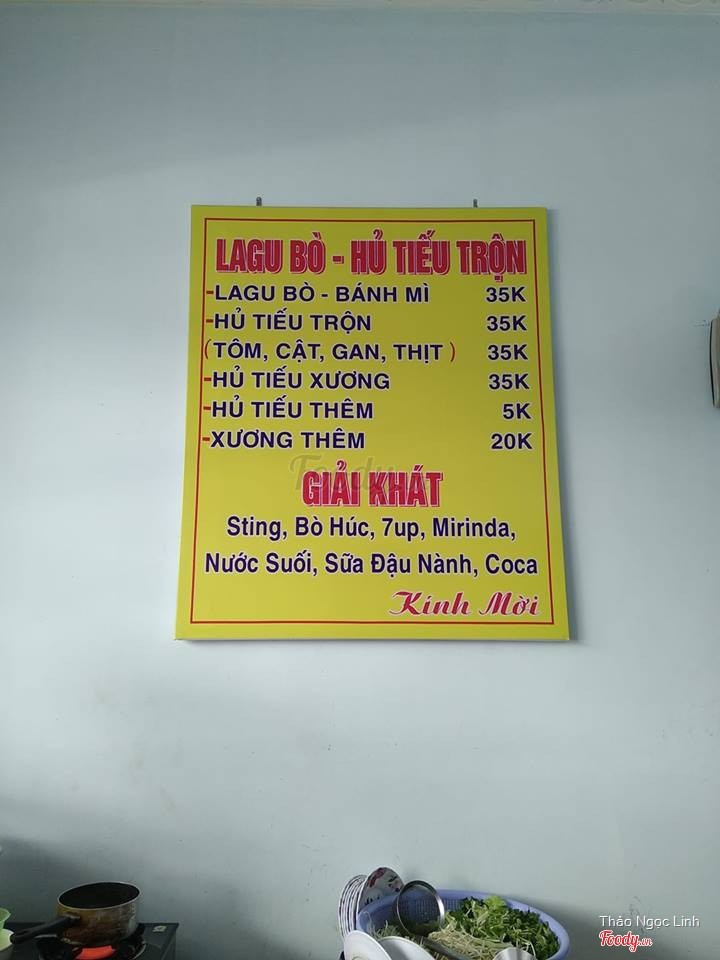 LAGU BÒ - HỦ TIẾU TRỘN
-LAGU BÒ - BÁNH MÌ 35K
-HỦ TIẾU TRỘN 35K
(TÔM, CẬT, GAN, THỊT ) 35K
-HỦ TIẾU XƯƠNG 35K
-HỦ TIẾU THÊM 5K
-XƯƠNG THÊM 20K
Foody.vn
GIẢI KHÁT
Sting, Bò Húc, 7up, Mirinda,
Nước Suối, Sữa Đậu Nành, Coca
Kính Mời
Thảo Ngọc Linh
Foody.vn